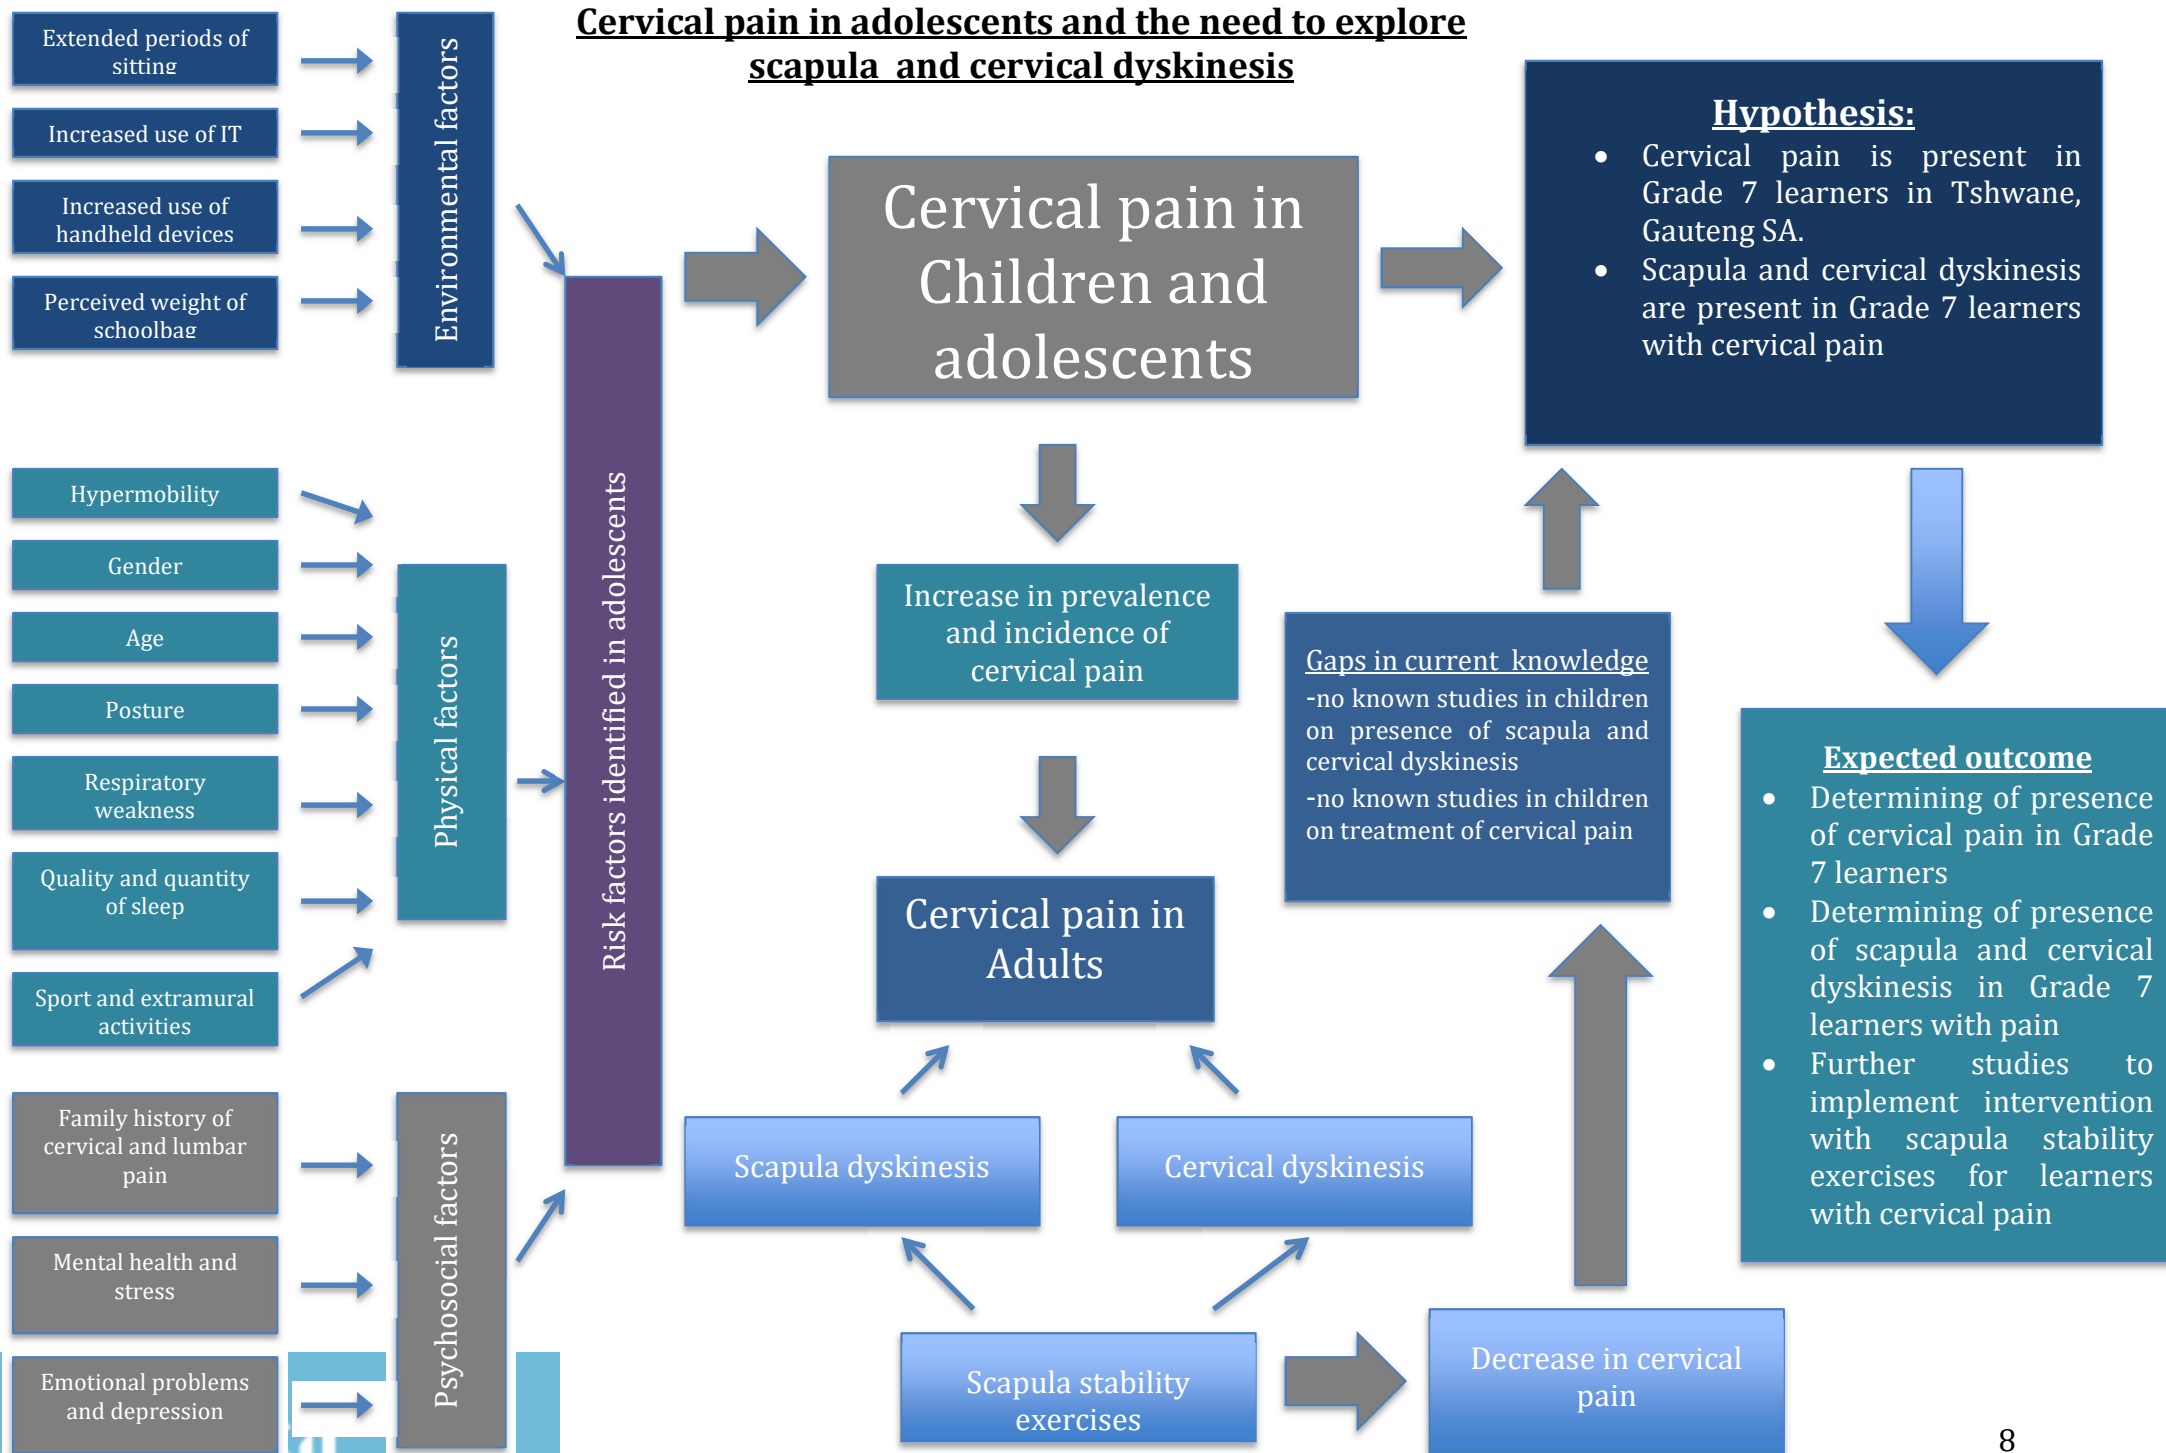 Cervical pain in adolescents and the need to explore
scapula and cervical dyskinesis
Extended periods of
sitting
Increased use of IT
Increased use of
handheld devices
Perceived weight of
schoolbag
Environmental factors
Hypermobility
Gender
Age
Posture
Respiratory
weakness
Quality and quantity
of sleep
Sport and extramural
activities
Physical factors
Family history of
cervical and lumbar
pain
Mental health and
stress
Emotional problems
and depression
Psychosocial factors
Risk factors identified in adolescents
Cervical pain in
Children and
adolescents
Increase in prevalence
and incidence of
cervical pain
Cervical pain in
Adults
Scapula dyskinesis
Cervical dyskinesis
Scapula stability
exercises
Decrease in cervical
pain
Gaps in current knowledge
-no known studies in children
on presence of scapula and
cervical dyskinesis
-no known studies in children
on treatment of cervical pain
Hypothesis:
• Cervical pain is present in
Grade 7 learners in Tshwane,
Gauteng SA.
• Scapula and cervical dyskinesis
are present in Grade 7 learners
with cervical pain
Expected outcome
• Determining of presence
of cervical pain in Grade
7 learners
• Determining of presence
of scapula and cervical
dyskinesis in Grade 7
learners with pain
• Further studies to
implement intervention
with scapula stability
exercises for learners
with cervical pain
8